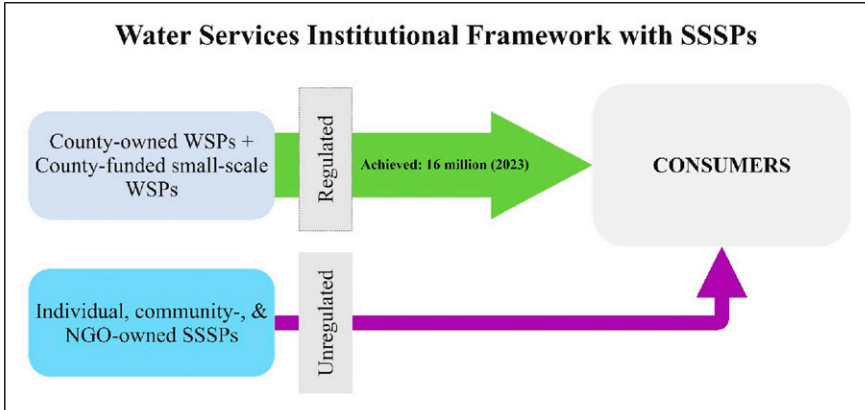 Water Services Institutional Framework with SSSPs
County-owned WSPs +
County-funded small-scale
WSPs
Regulated
Achieved: 16 million (2023)
CONSUMERS
Individual, community-, &
NGO-owned SSSPs
Unregulated